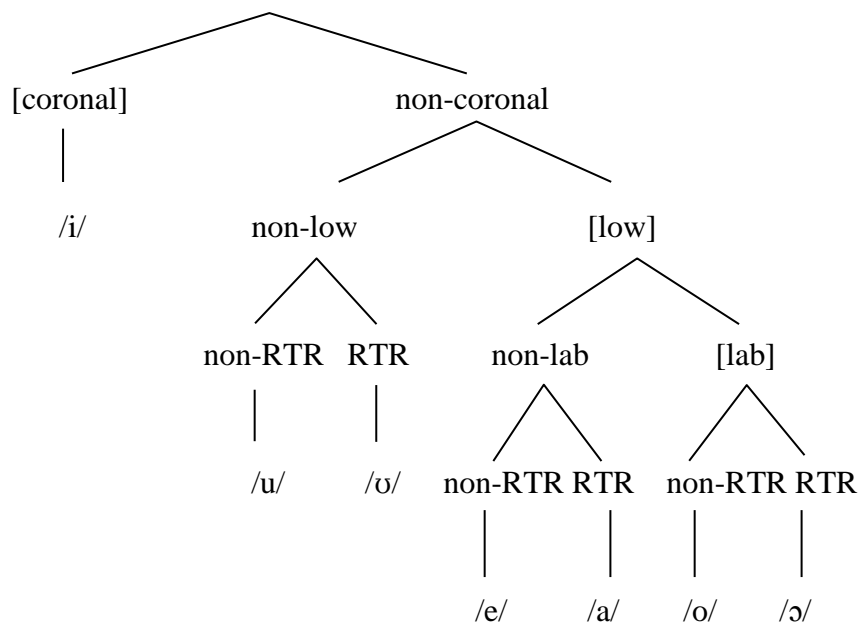 [coronal] non-coronal
/i/ non-low [low]
non-RTR RTR non-lab [lab]
/u/ /ʊ/ non-RTR RTR non-RTR RTR
/e/ /a/ /o/ /ɔ/